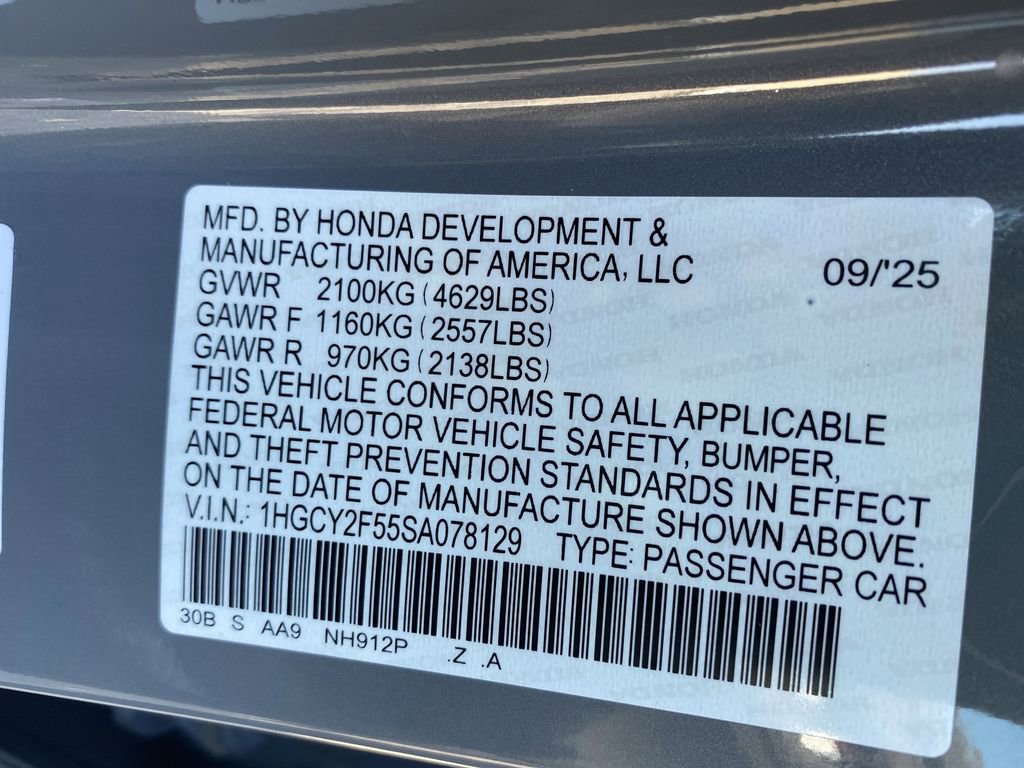 MFD. BY HONDA DEVELOPMENT &
MANUFACTURING OF AMERICA, LLC 09/'25
GVWR 2100KG (4629LBS)
GAWR F 1160KG (2557LBS)
GAWR R 970KG (2138LBS)
THIS VEHICLE CONFORMS TO ALL APPLICABLE
FEDERAL MOTOR VEHICLE SAFETY, BUMPER,
AND THEFT PREVENTION STANDARDS IN EFFECT
ON THE DATE OF MANUFACTURE SHOWN ABOVE.
V.I.N.: 1HGCY2F55SA078129 TYPE: PASSENGER CAR
30B S AA9 NH912P .Z .A